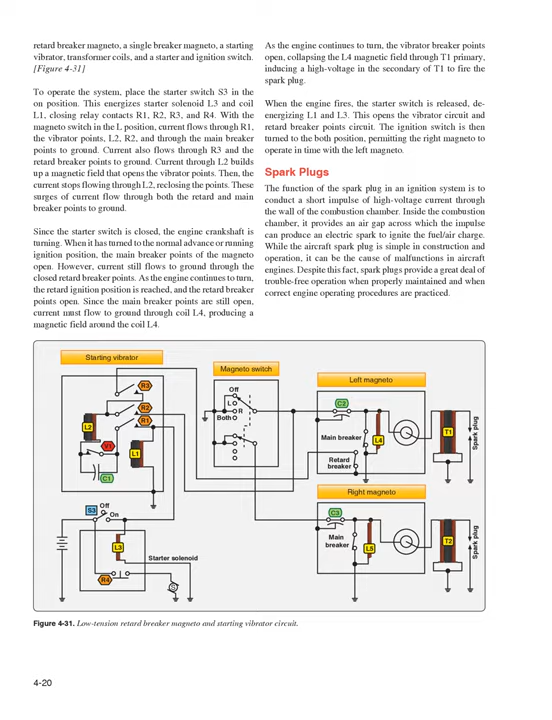 retard breaker magneto, a single breaker magneto, a starting
vibrator, transformer coils, and a starter and ignition switch.
[Figure 4-31]
To operate the system, place the starter switch S3 in the
on position. This energizes starter solenoid L3 and coil
L1, closing relay contacts R1, R2, R3, and R4. With the
magneto switch in the L position, current flows through R1,
the vibrator points, L2, R2, and through the main breaker
points to ground. Current also flows through R3 and the
retard breaker points to ground. Current through L2 builds
up a magnetic field that opens the vibrator points. Then, the
current stops flowing through L2, reclosing the points. These
surges of current flow through both the retard and main
breaker points to ground.
Since the starter switch is closed, the engine crankshaft is
turning. When it has turned to the normal advance or running
ignition position, the main breaker points of the magneto
open. However, current still flows to ground through the
closed retard breaker points. As the engine continues to turn,
the retard ignition position is reached, and the retard breaker
points open. Since the main breaker points are still open,
current must flow to ground through coil L4, producing a
magnetic field around the coil L4.
As the engine continues to turn, the vibrator breaker points
open, collapsing the L4 magnetic field through T1 primary,
inducing a high-voltage in the secondary of T1 to fire the
spark plug.
When the engine fires, the starter switch is released, de-
energizing L1 and L3. This opens the vibrator circuit and
retard breaker points circuit. The ignition switch is then
turned to the both position, permitting the right magneto to
operate in time with the left magneto.
Spark Plugs
The function of the spark plug in an ignition system is to
conduct a short impulse of high-voltage current through
the wall of the combustion chamber. Inside the combustion
chamber, it provides an air gap across which the impulse
can produce an electric spark to ignite the fuel/air charge.
While the aircraft spark plug is simple in construction and
operation, it can be the cause of malfunctions in aircraft
engines. Despite this fact, spark plugs provide a great deal of
trouble-free operation when properly maintained and when
correct engine operating procedures are practiced.
Starting vibrator
R3
R2
R1
L2
V1
L1
C1
S3
Off
On
L3
Starter solenoid
R4
S
Magneto switch
Off
L
R
Both
Left magneto
C2
Main breaker
L4
Retard
breaker
T1
Spark plug
Right magneto
C3
Main
breaker
L5
T2
Spark plug
Figure 4-31. Low-tension retard breaker magneto and starting vibrator circuit.
4-20